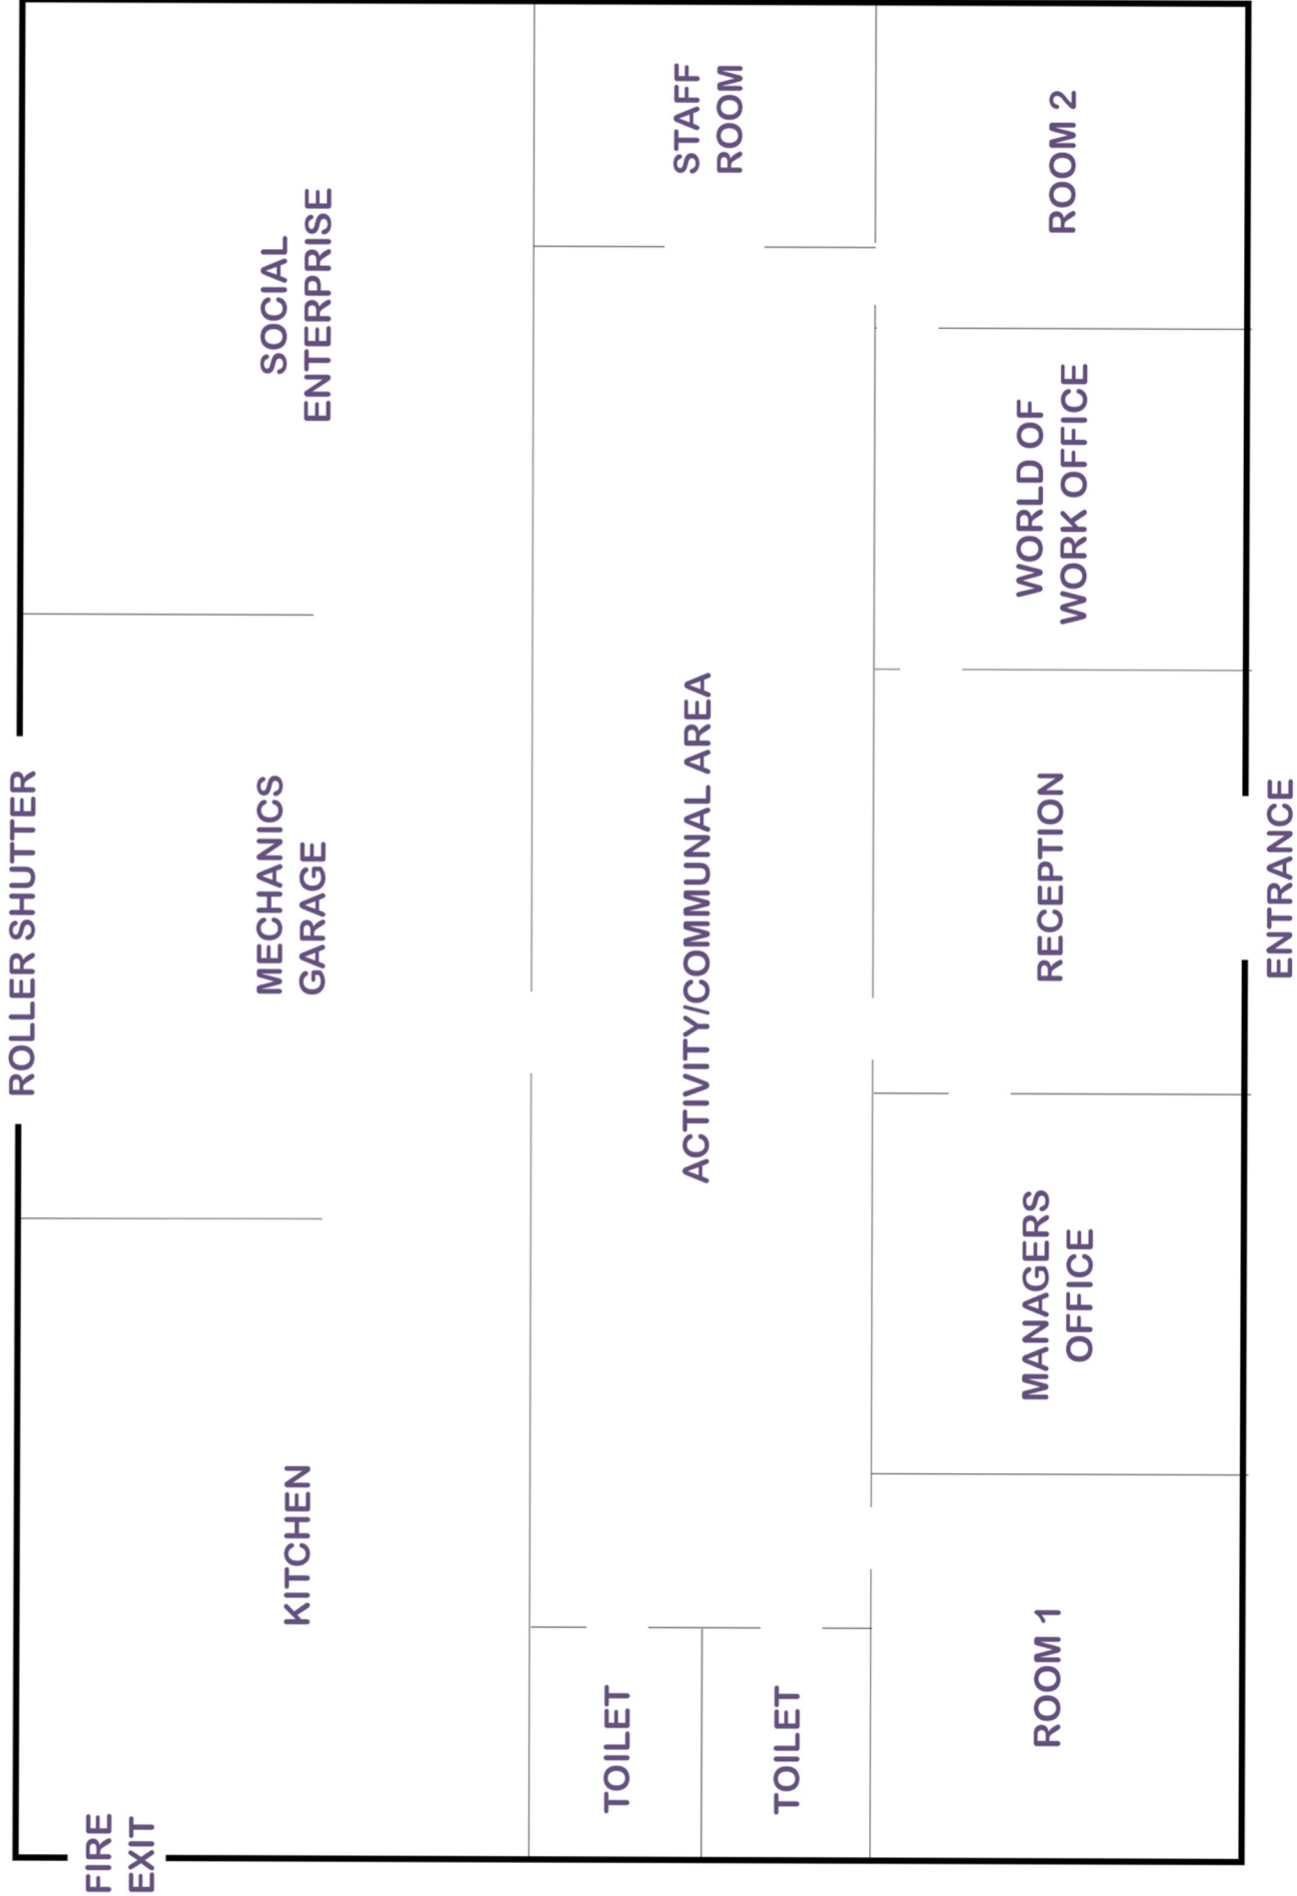 ROLLER SHUTTER
FIRE
EXIT
KITCHEN
MECHANICS
GARAGE
SOCIAL
ENTERPRISE
TOILET
TOILET
ACTIVITY/COMMUNAL AREA
STAFF
ROOM
ROOM 1
MANAGERS
OFFICE
RECEPTION
WORLD OF
WORK OFFICE
ROOM 2
ENTRANCE